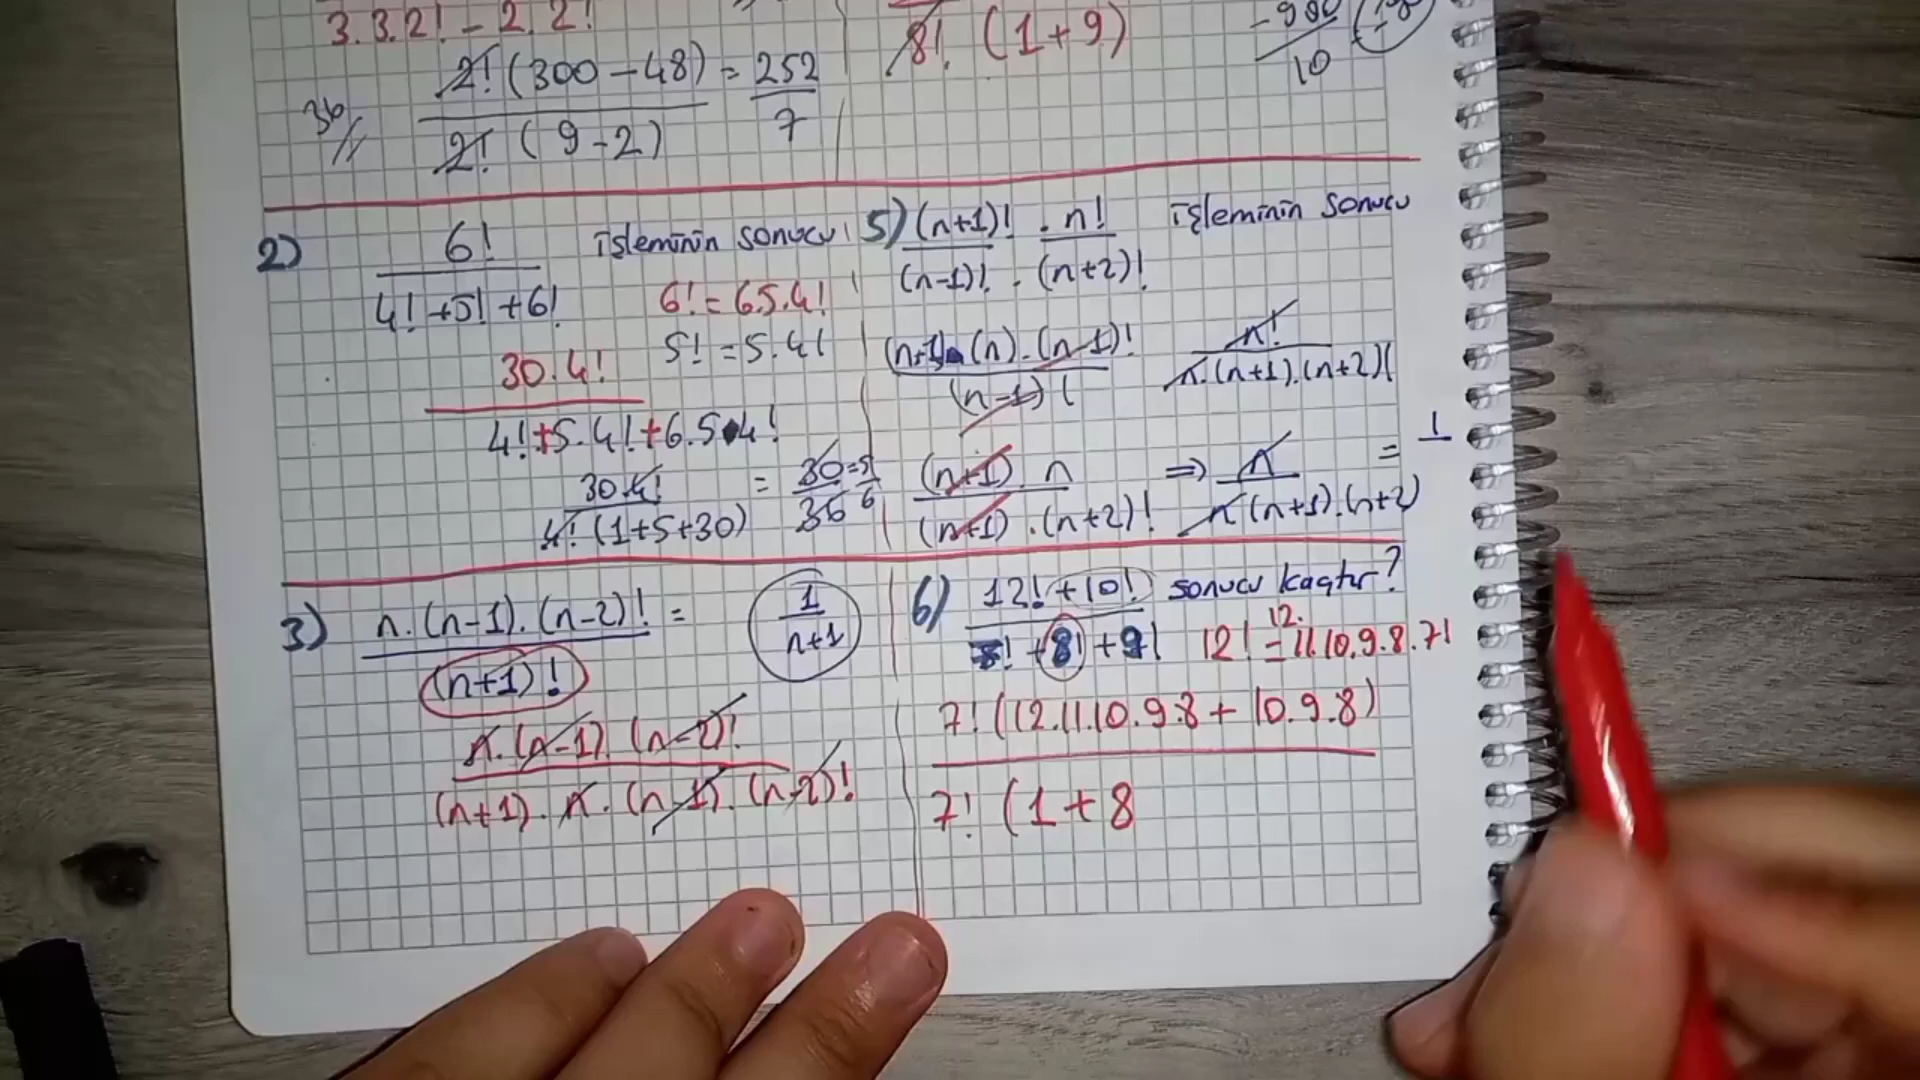 3.3.2! - 2.2!
2!(300-48) = 252
2! (9-2) 7
36//
8! (1+9)
10
2) 6! işleminin sonucu
4!+5!+6!
6! = 6.5.4!
5! = 5.4!
30.4!
4!+5.4!+6.5.4!
30.4! = 30 = 5
4!(1+5+30) 36 6
3) n.(n-1).(n-2)! = 1
(n+1)! n+1
n.(n-1).(n-2)!
(n+1).n.(n-1).(n-2)!
5) (n+1)! . n! işleminin sonucu
(n-1)! . (n+2)!
(n+1).(n).(n-1)! n!
(n-1)! n.(n+1).(n+2)!
(n+1) n => n = 1
(n+1).(n+2)! n(n+1).(n+2)
6) 12!+10! sonucu kaçtır?
+8!+9!
12! = 12.11.10.9.8.7!
7!(12.11.10.9.8+10.9.8)
7! (1+8